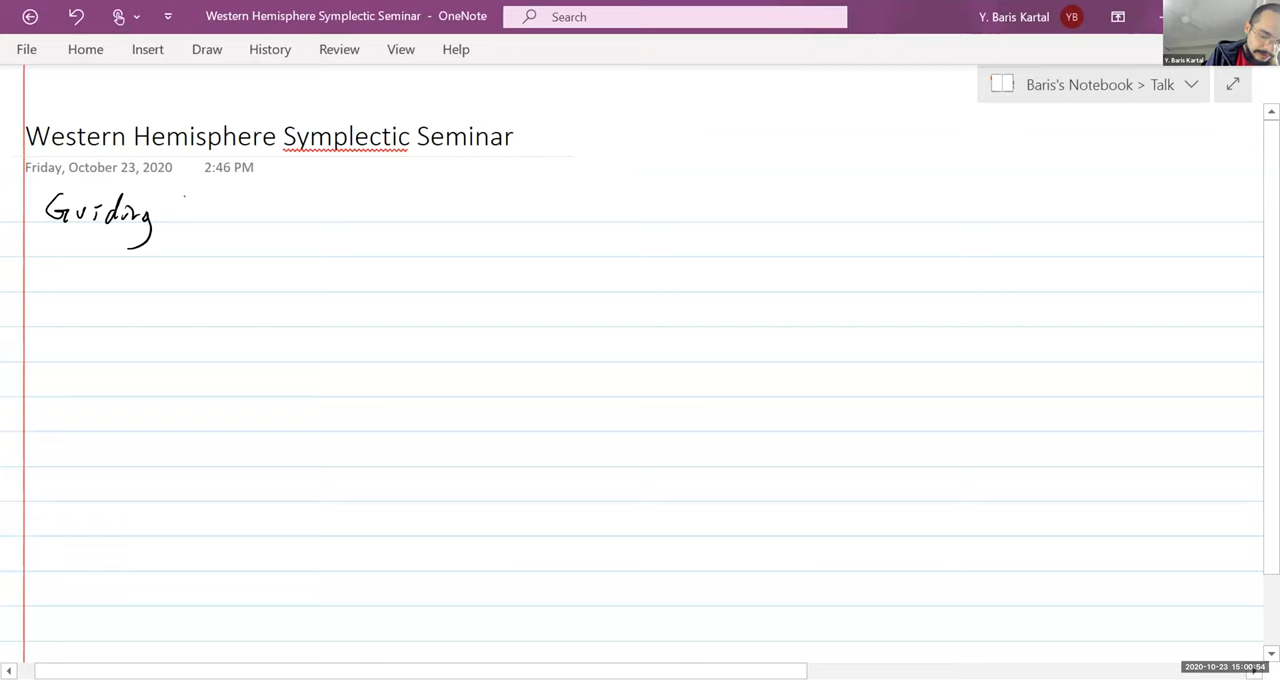 Western Hemisphere Symplectic Seminar - OneNote
Search
Y. Baris Kartal
YB
File
Home
Insert
Draw
History
Review
View
Help
Y. Baris Kartal
Baris's Notebook > Talk
Western Hemisphere Symplectic Seminar
Friday, October 23, 2020
2:46 PM
Guiding
2020-10-23 15:00:54